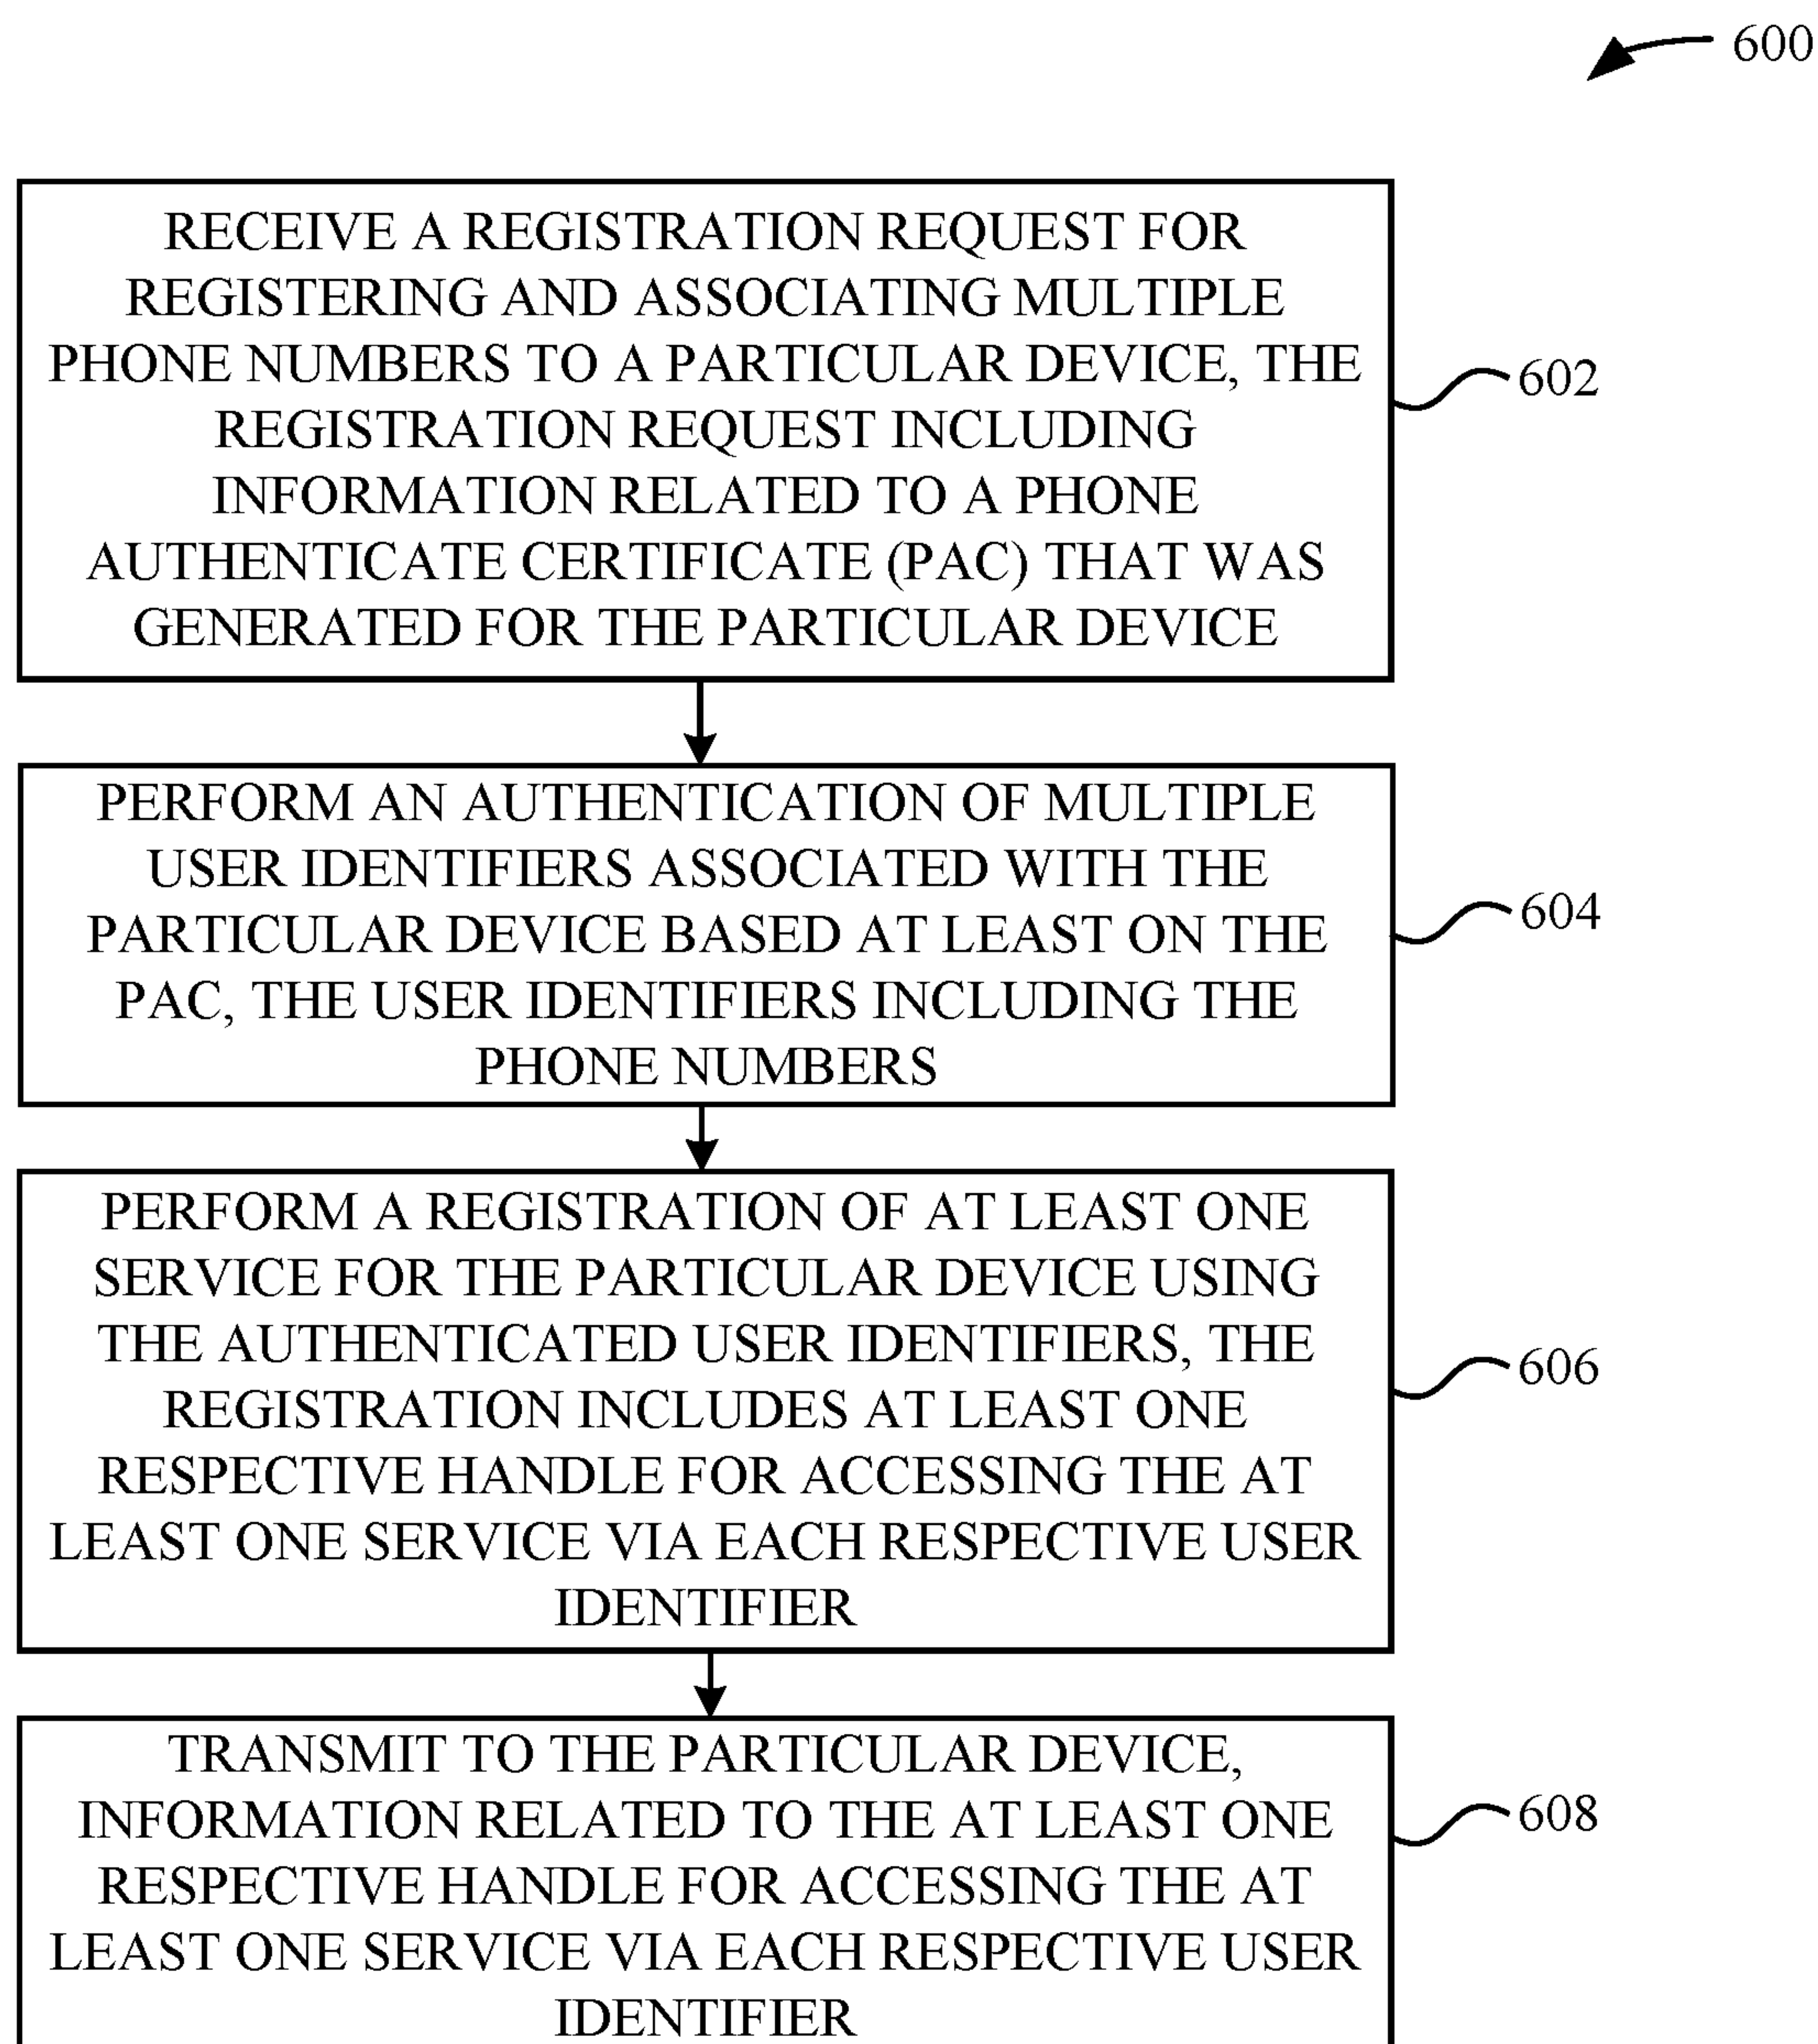 600
RECEIVE A REGISTRATION REQUEST FOR
REGISTERING AND ASSOCIATING MULTIPLE
PHONE NUMBERS TO A PARTICULAR DEVICE, THE
REGISTRATION REQUEST INCLUDING
INFORMATION RELATED TO A PHONE
AUTHENTICATE CERTIFICATE (PAC) THAT WAS
GENERATED FOR THE PARTICULAR DEVICE
602
PERFORM AN AUTHENTICATION OF MULTIPLE
USER IDENTIFIERS ASSOCIATED WITH THE
PARTICULAR DEVICE BASED AT LEAST ON THE
PAC, THE USER IDENTIFIERS INCLUDING THE
PHONE NUMBERS
604
PERFORM A REGISTRATION OF AT LEAST ONE
SERVICE FOR THE PARTICULAR DEVICE USING
THE AUTHENTICATED USER IDENTIFIERS, THE
REGISTRATION INCLUDES AT LEAST ONE
RESPECTIVE HANDLE FOR ACCESSING THE AT
LEAST ONE SERVICE VIA EACH RESPECTIVE USER
IDENTIFIER
606
TRANSMIT TO THE PARTICULAR DEVICE,
INFORMATION RELATED TO THE AT LEAST ONE
RESPECTIVE HANDLE FOR ACCESSING THE AT
LEAST ONE SERVICE VIA EACH RESPECTIVE USER
IDENTIFIER
608